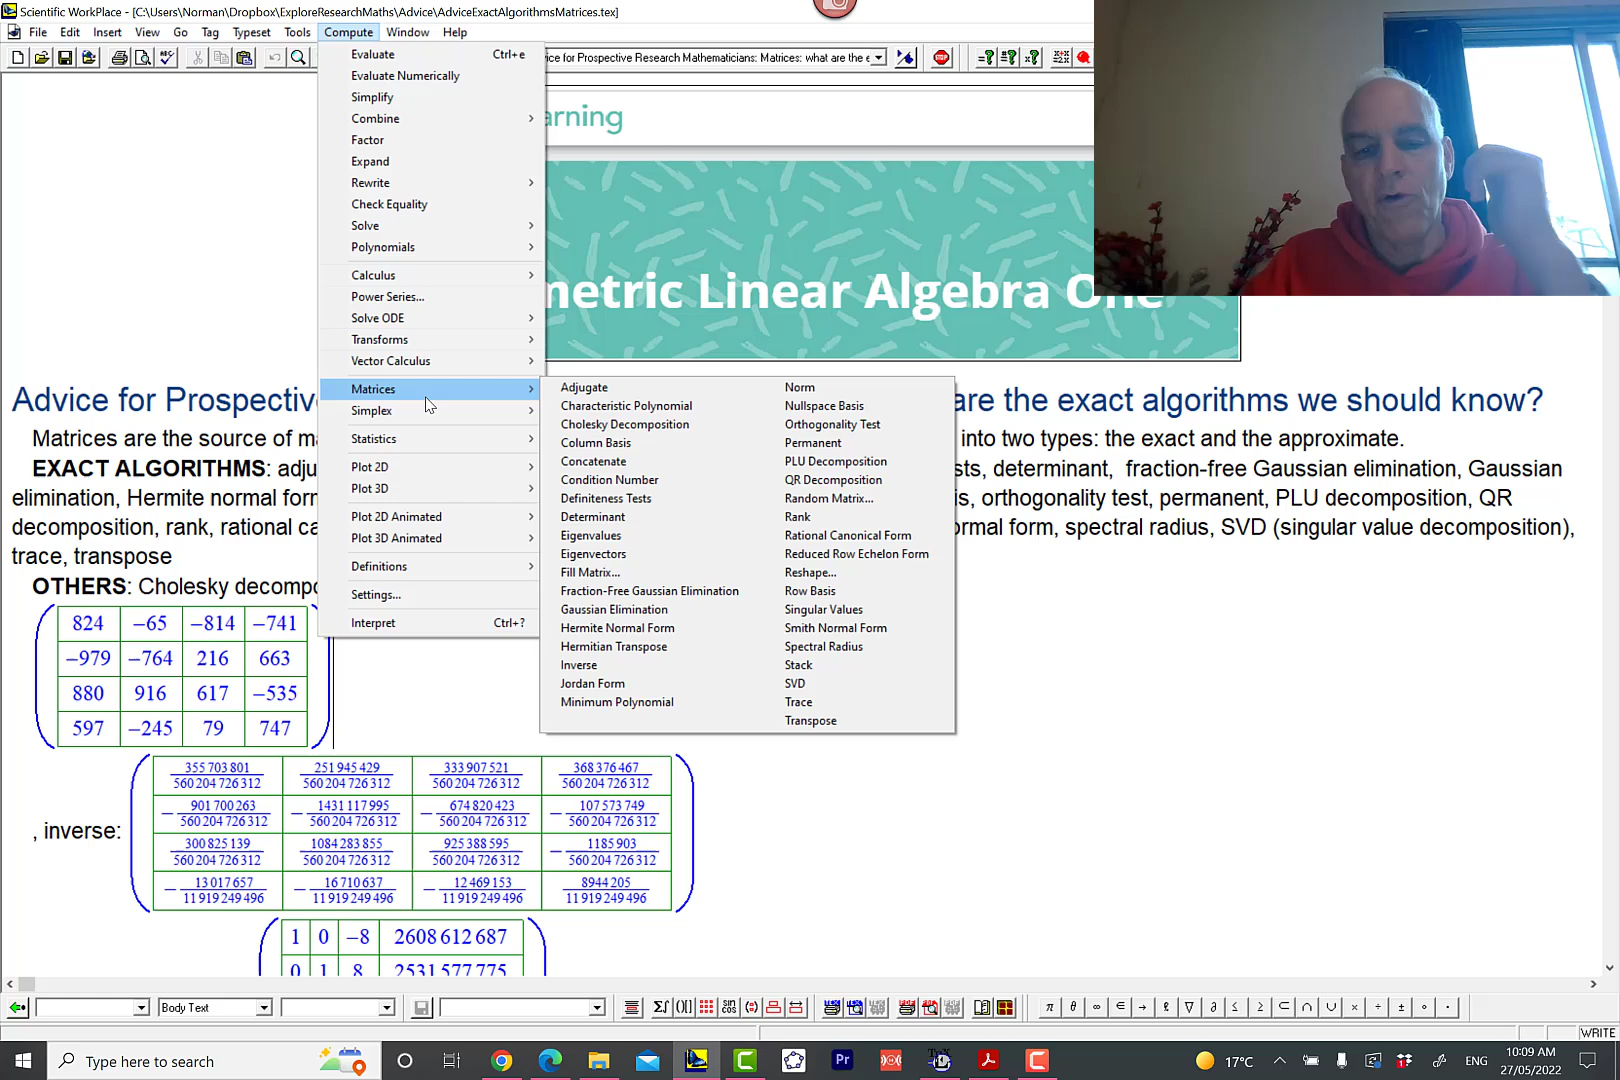 Scientific WorkPlace - [C:\Users\Norman\Dropbox\ExploreResearchMaths\Advice\AdviceExactAlgorithmsMatrices.tex]
File Edit Insert View Go Tag Typeset Tools Compute Window Help
ice for Prospective Research Mathematicians: Matrices: what are the e
Evaluate Ctrl+e
Evaluate Numerically
Simplify
Combine
Factor
Expand
Rewrite
Check Equality
Solve
Polynomials
Calculus
Power Series...
Solve ODE
Transforms
Vector Calculus
Matrices
Simplex
Statistics
Plot 2D
Plot 3D
Plot 2D Animated
Plot 3D Animated
Definitions
Settings...
Interpret Ctrl+?
Adjugate
Characteristic Polynomial
Cholesky Decomposition
Column Basis
Concatenate
Condition Number
Definiteness Tests
Determinant
Eigenvalues
Eigenvectors
Fill Matrix...
Fraction-Free Gaussian Elimination
Gaussian Elimination
Hermite Normal Form
Hermitian Transpose
Inverse
Jordan Form
Minimum Polynomial
Norm
Nullspace Basis
Orthogonality Test
Permanent
PLU Decomposition
QR Decomposition
Random Matrix...
Rank
Rational Canonical Form
Reduced Row Echelon Form
Reshape...
Row Basis
Singular Values
Smith Normal Form
Spectral Radius
Stack
SVD
Trace
Transpose
arning
metric Linear Algebra One
Advice for Prospectiv are the exact algorithms we should know?
Matrices are the source of ma into two types: the exact and the approximate.
EXACT ALGORITHMS: adju sts, determinant, fraction-free Gaussian elimination, Gaussian
elimination, Hermite normal form is, orthogonality test, permanent, PLU decomposition, QR
decomposition, rank, rational ca ormal form, spectral radius, SVD (singular value decomposition),
trace, transpose
OTHERS: Cholesky decompo
824 −65 −814 −741
−979 −764 216 663
880 916 617 −535
597 −245 79 747
, inverse:
355 703 801 / 560 204 726 312 251 945 429 / 560 204 726 312 333 907 521 / 560 204 726 312 368 376 467 / 560 204 726 312
− 901 700 263 / 560 204 726 312 − 1431 117 995 / 560 204 726 312 − 674 820 423 / 560 204 726 312 − 107 573 749 / 560 204 726 312
300 825 139 / 560 204 726 312 1084 283 855 / 560 204 726 312 925 388 595 / 560 204 726 312 − 1185 903 / 560 204 726 312
− 13 017 657 / 11 919 249 496 − 16 710 637 / 11 919 249 496 − 12 469 153 / 11 919 249 496 8944 205 / 11 919 249 496
1 0 −8 2608 612 687
0 1 8 2531 577 775
Body Text
π θ ∞ ∈ → ℓ ∇ ∂ ≤ ≥ ⊂ ∩ ∪ × ÷ ± ∘ ·
WRITE
Type here to search
Pr
17°C
ENG
10:09 AM
27/05/2022